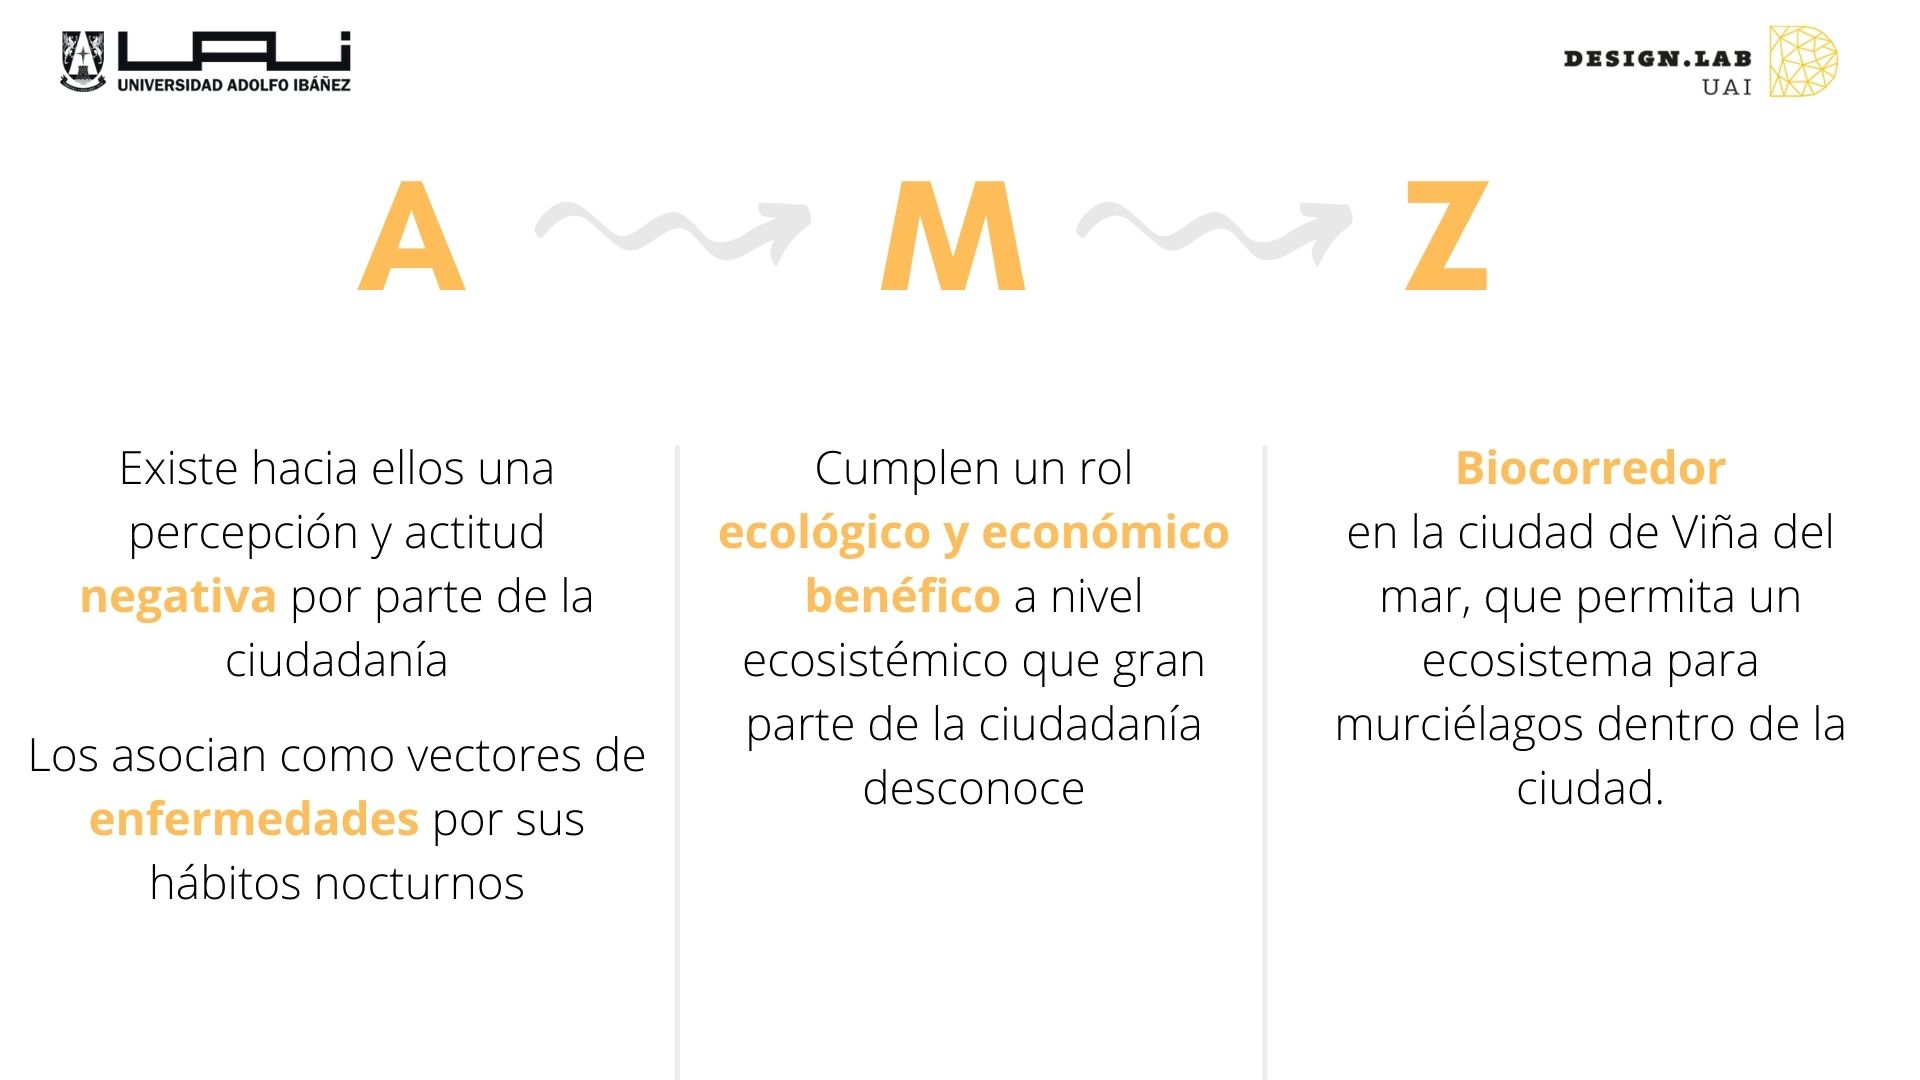 UAI
UNIVERSIDAD ADOLFO IBÁÑEZ
DESIGN.LAB
UAI
A M Z
Existe hacia ellos una
percepción y actitud
negativa por parte de la
ciudadanía
Los asocian como vectores de
enfermedades por sus
hábitos nocturnos
Cumplen un rol
ecológico y económico
benéfico a nivel
ecosistémico que gran
parte de la ciudadanía
desconoce
Biocorredor
en la ciudad de Viña del
mar, que permita un
ecosistema para
murciélagos dentro de la
ciudad.